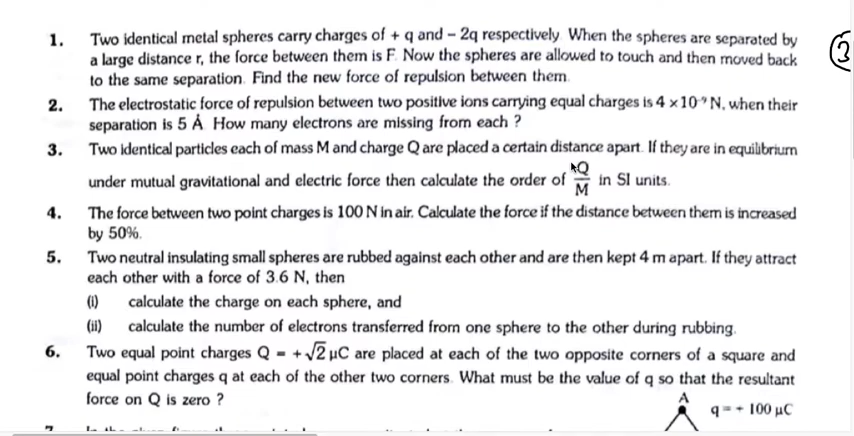 1. Two identical metal spheres carry charges of + q and – 2q respectively. When the spheres are separated by
a large distance r, the force between them is F. Now the spheres are allowed to touch and then moved back
to the same separation. Find the new force of repulsion between them.
2. The electrostatic force of repulsion between two positive ions carrying equal charges is 4 × 10⁻⁹ N, when their
separation is 5 Å. How many electrons are missing from each ?
3. Two identical particles each of mass M and charge Q are placed a certain distance apart. If they are in equilibrium
under mutual gravitational and electric force then calculate the order of Q/M in SI units.
4. The force between two point charges is 100 N in air. Calculate the force if the distance between them is increased
by 50%.
5. Two neutral insulating small spheres are rubbed against each other and are then kept 4 m apart. If they attract
each other with a force of 3.6 N, then
(i) calculate the charge on each sphere, and
(ii) calculate the number of electrons transferred from one sphere to the other during rubbing.
6. Two equal point charges Q = + √2 μC are placed at each of the two opposite corners of a square and
equal point charges q at each of the other two corners. What must be the value of q so that the resultant
force on Q is zero ?
A
q = + 100 μC